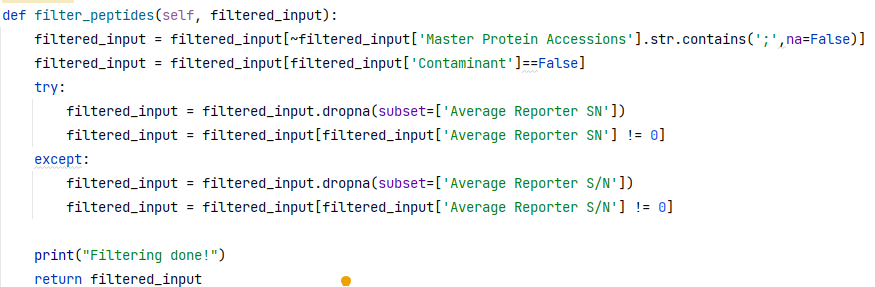 def filter_peptides(self, filtered_input):
    filtered_input = filtered_input[~filtered_input['Master Protein Accessions'].str.contains(';',na=False)]
    filtered_input = filtered_input[filtered_input['Contaminant']==False]
    try:
        filtered_input = filtered_input.dropna(subset=['Average Reporter SN'])
        filtered_input = filtered_input[filtered_input['Average Reporter SN'] != 0]
    except:
        filtered_input = filtered_input.dropna(subset=['Average Reporter S/N'])
        filtered_input = filtered_input[filtered_input['Average Reporter S/N'] != 0]
    print("Filtering done!")
    return filtered_input